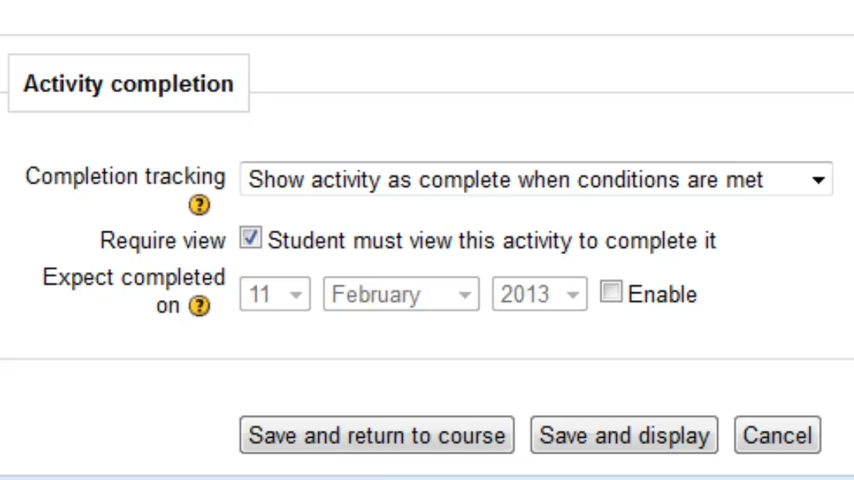 Activity completion
Completion tracking Show activity as complete when conditions are met
?
Require view Student must view this activity to complete it
Expect completed
on ? 11 February 2013 Enable
Save and return to course Save and display Cancel